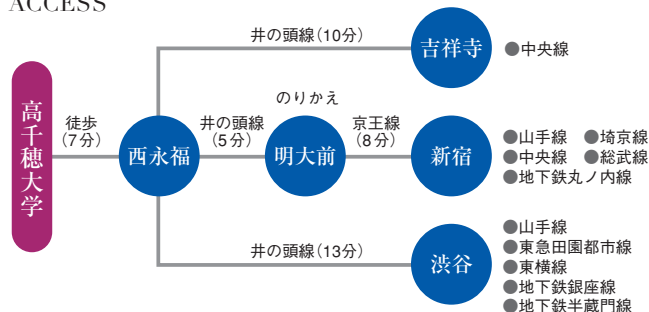 ACCESS
井の頭線（10分）
吉祥寺
●中央線
高千穂大学
徒歩
（7分）
西永福
井の頭線
（5分）
のりかえ
明大前
京王線
（8分）
新宿
●山手線 ●埼京線
●中央線 ●総武線
●地下鉄丸ノ内線
井の頭線（13分）
渋谷
●山手線
●東急田園都市線
●東横線
●地下鉄銀座線
●地下鉄半蔵門線